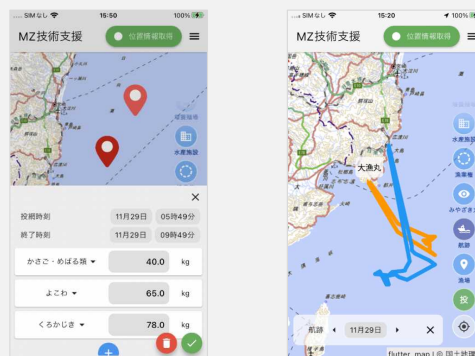 SIMなし 15:50 100%
MZ技術支援 位置情報取得
水産施設
投網時刻 11月29日 05時49分
終了時刻 11月29日 09時49分
かさご・めばる類 40.0 kg
よこわ 65.0 kg
くろかじき 78.0 kg
SIMなし 15:20 100%
MZ技術支援 位置情報取得
水産施設
漁業権
大漁丸
航跡
漁場
投
航跡 11月29日
flutter_map | © 国土地理